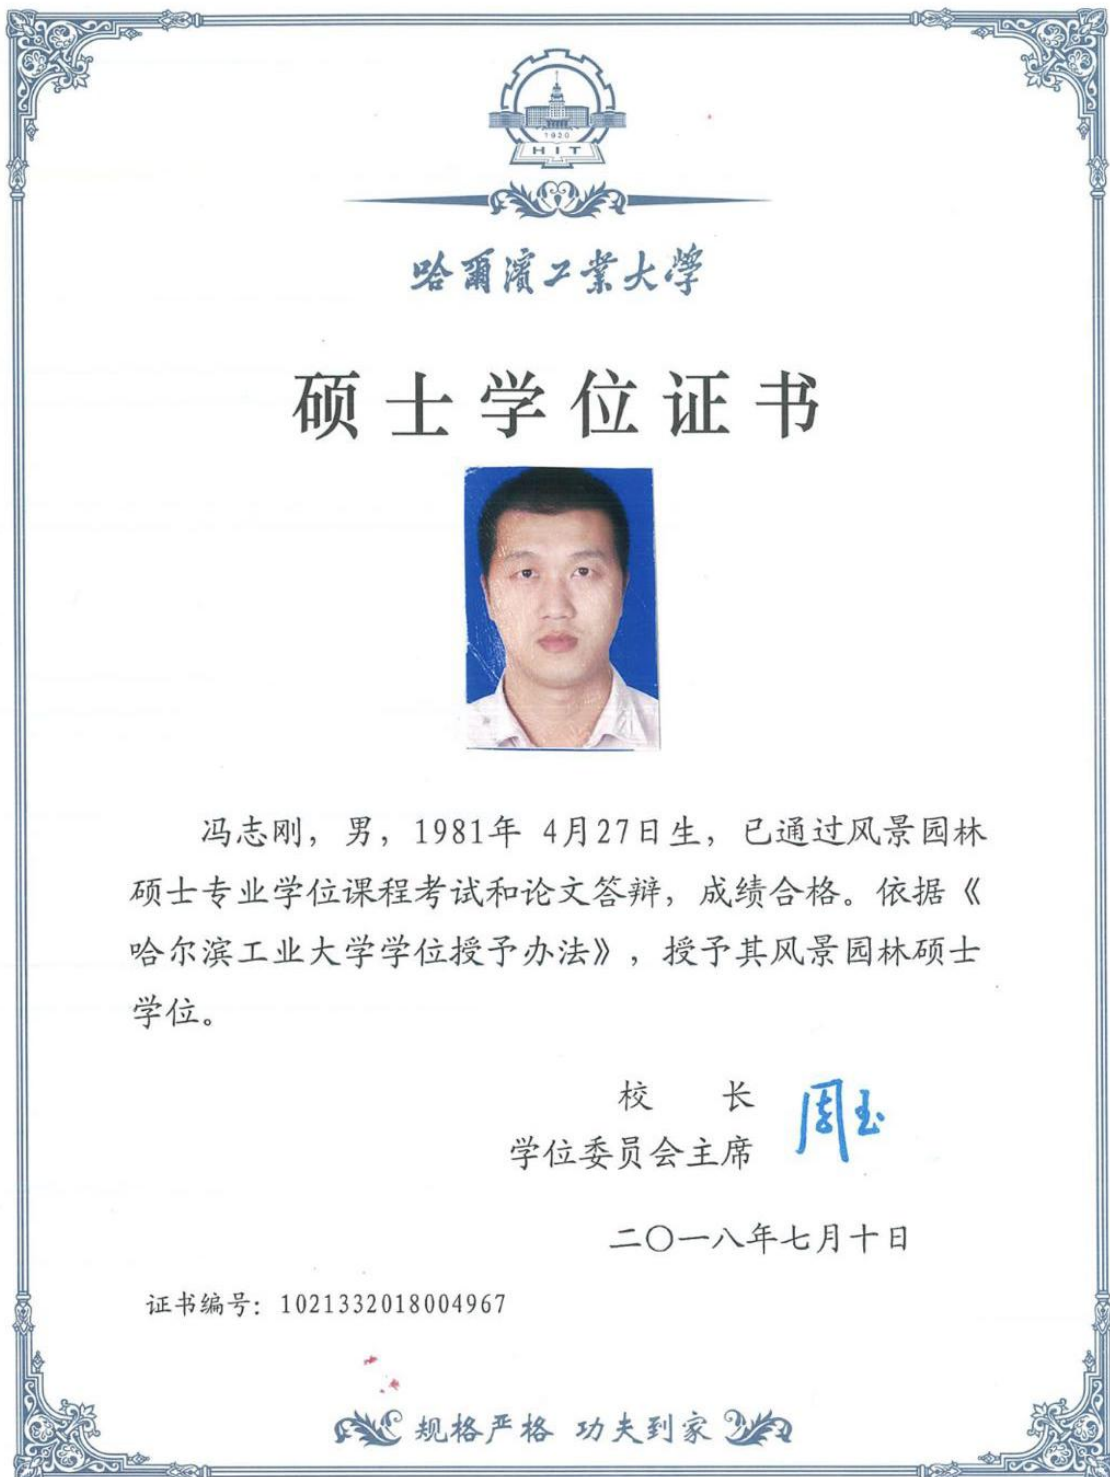 1920
HIT
哈爾濱工業大學
硕士学位证书
冯志刚，男，1981年 4月27日生，已通过风景园林
硕士专业学位课程考试和论文答辩，成绩合格。依据《
哈尔滨工业大学学位授予办法》，授予其风景园林硕士
学位。
校 长
学位委员会主席
周玉
二〇一八年七月十日
证书编号：1021332018004967
规格严格 功夫到家